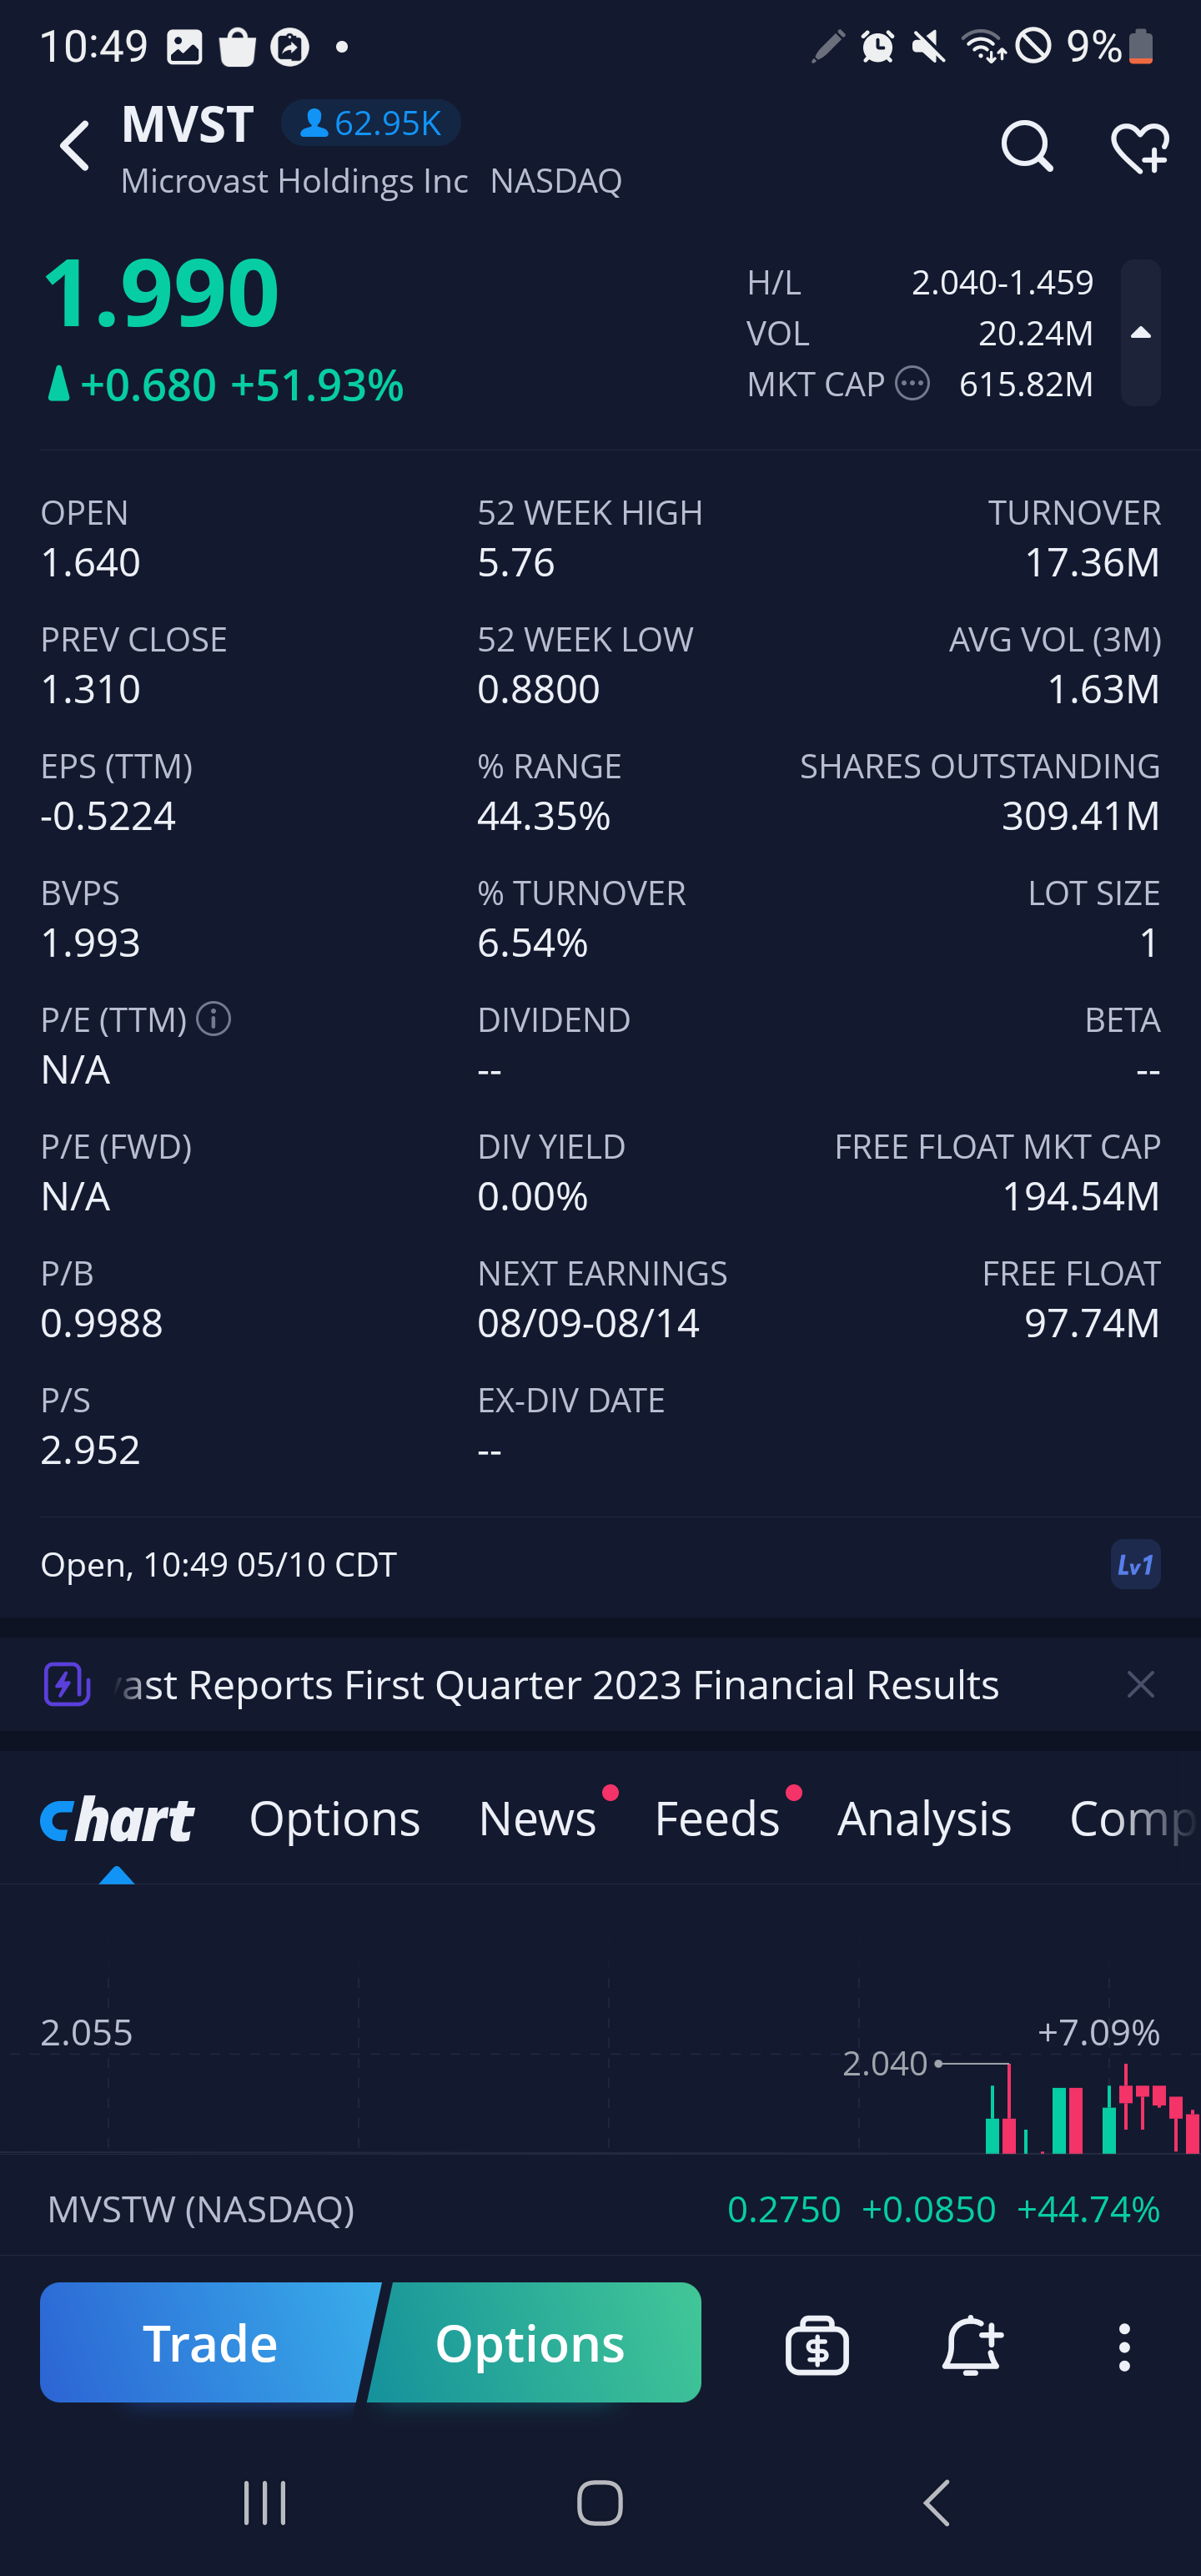 10:49 9%
MVST 62.95K
Microvast Holdings Inc NASDAQ
1.990
+0.680 +51.93%
H/L 2.040-1.459
VOL 20.24M
MKT CAP 615.82M
OPEN 52 WEEK HIGH TURNOVER
1.640 5.76 17.36M
PREV CLOSE 52 WEEK LOW AVG VOL (3M)
1.310 0.8800 1.63M
EPS (TTM) % RANGE SHARES OUTSTANDING
-0.5224 44.35% 309.41M
BVPS % TURNOVER LOT SIZE
1.993 6.54% 1
P/E (TTM) DIVIDEND BETA
N/A -- --
P/E (FWD) DIV YIELD FREE FLOAT MKT CAP
N/A 0.00% 194.54M
P/B NEXT EARNINGS FREE FLOAT
0.9988 08/09-08/14 97.74M
P/S EX-DIV DATE
2.952 --
Open, 10:49 05/10 CDT Lv1
vast Reports First Quarter 2023 Financial Results
Chart Options News Feeds Analysis Comp
2.055 +7.09%
2.040
MVSTW (NASDAQ) 0.2750 +0.0850 +44.74%
Trade Options